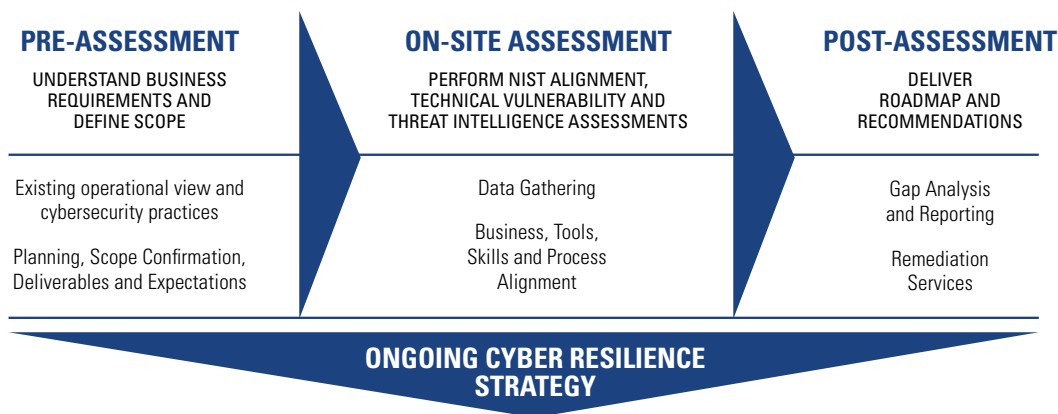 PRE-ASSESSMENT
UNDERSTAND BUSINESS
REQUIREMENTS AND
DEFINE SCOPE
Existing operational view and
cybersecurity practices
Planning, Scope Confirmation,
Deliverables and Expectations
ON-SITE ASSESSMENT
PERFORM NIST ALIGNMENT,
TECHNICAL VULNERABILITY AND
THREAT INTELLIGENCE ASSESSMENTS
Data Gathering
Business, Tools,
Skills and Process
Alignment
POST-ASSESSMENT
DELIVER
ROADMAP AND
RECOMMENDATIONS
Gap Analysis
and Reporting
Remediation
Services
ONGOING CYBER RESILIENCE
STRATEGY